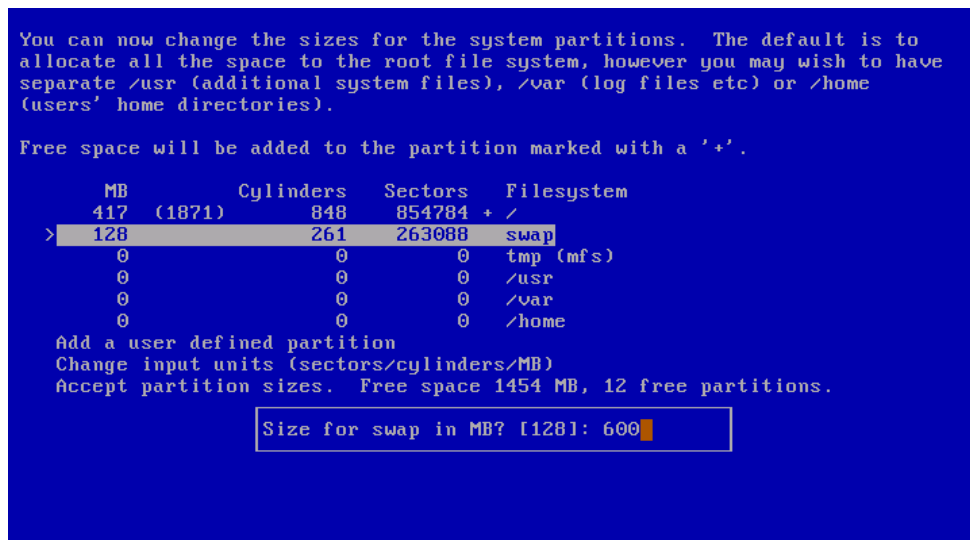 You can now change the sizes for the system partitions.  The default is to
allocate all the space to the root file system, however you may wish to have
separate /usr (additional system files), /var (log files etc) or /home
(users' home directories).
Free space will be added to the partition marked with a '+'.
MB Cylinders Sectors Filesystem
417 (1871) 848 854784 + /
> 128 261 263088 swap
0 0 0 tmp (mfs)
0 0 0 /usr
0 0 0 /var
0 0 0 /home
Add a user defined partition
Change input units (sectors/cylinders/MB)
Accept partition sizes.  Free space 1454 MB, 12 free partitions.
Size for swap in MB? [128]: 600